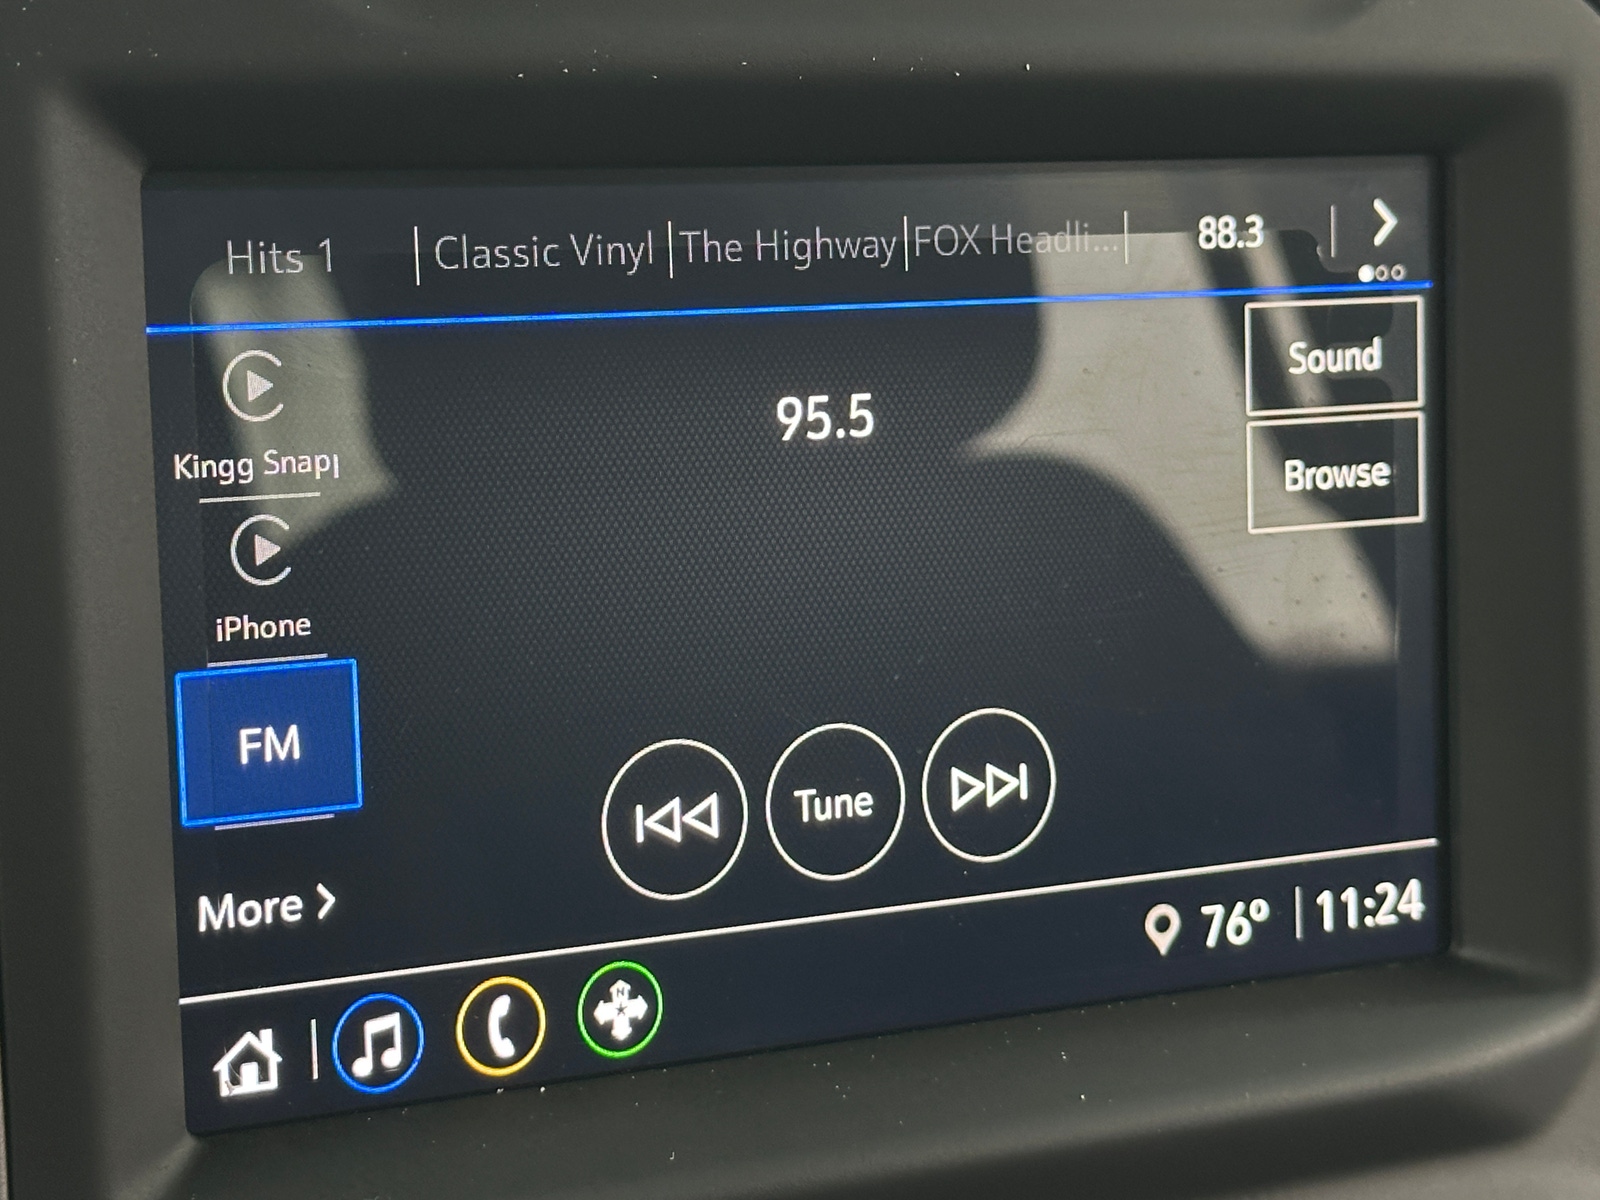 Hits 1 Classic Vinyl The Highway FOX Headli... 88.3
Sound
95.5
Browse
Kingg Snap
iPhone
FM
Tune
More
76° 11:24
N